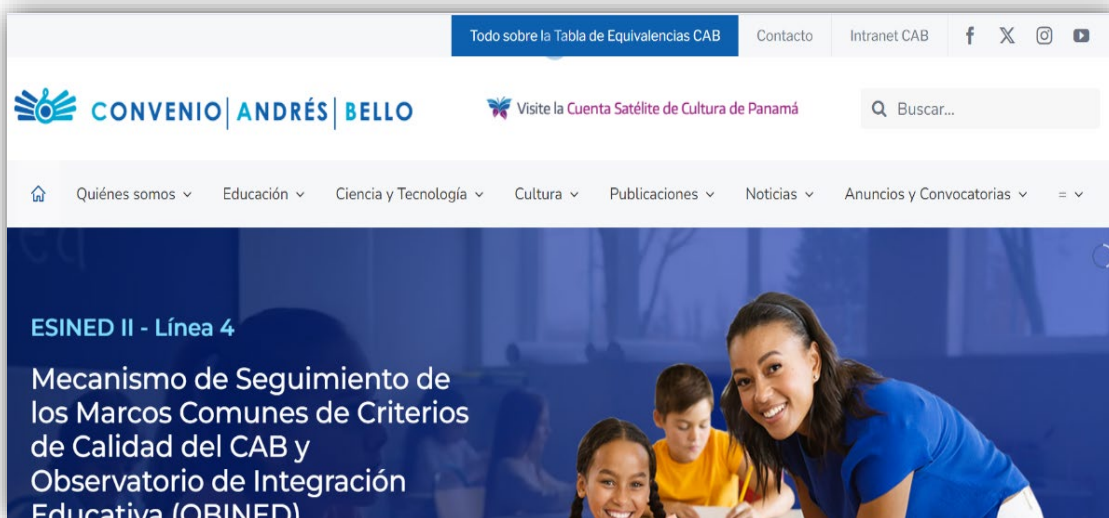 Todo sobre la Tabla de Equivalencias CAB Contacto Intranet CAB
CONVENIO|ANDRÉS|BELLO Visite la Cuenta Satélite de Cultura de Panamá Buscar...
Quiénes somos Educación Ciencia y Tecnología Cultura Publicaciones Noticias Anuncios y Convocatorias
ESINED II - Línea 4
Mecanismo de Seguimiento de
los Marcos Comunes de Criterios
de Calidad del CAB y
Observatorio de Integración
Educativa (OBINED)